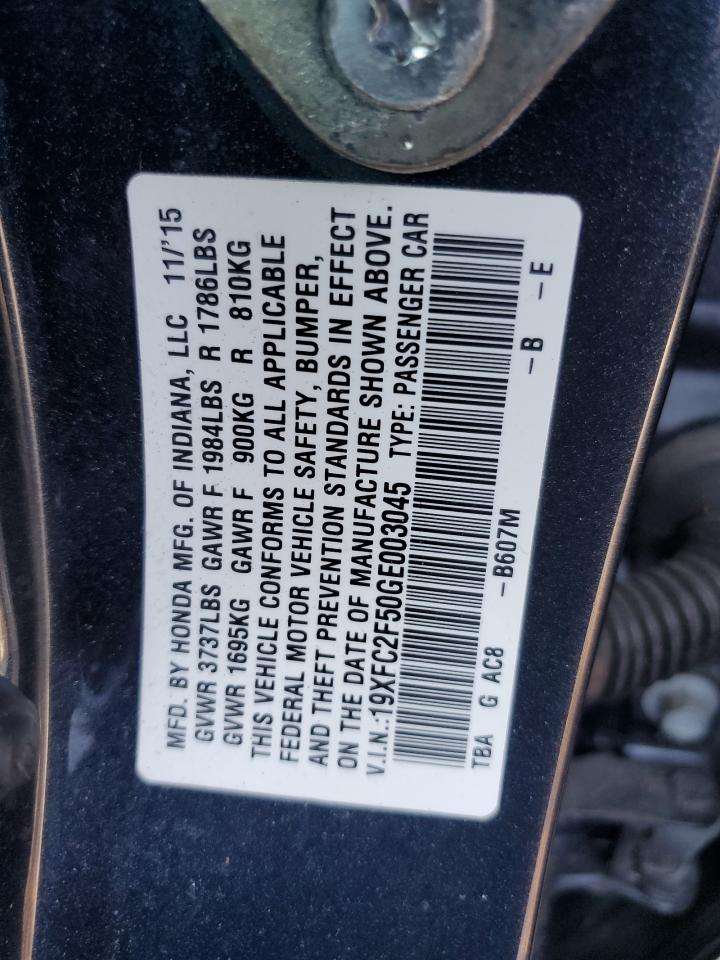 MFD. BY HONDA MFG. OF INDIANA, LLC 11/'15
GVWR 3737LBS GAWR F 1984LBS R 1786LBS
GVWR 1695KG GAWR F 900KG R 810KG
THIS VEHICLE CONFORMS TO ALL APPLICABLE
FEDERAL MOTOR VEHICLE SAFETY, BUMPER,
AND THEFT PREVENTION STANDARDS IN EFFECT
ON THE DATE OF MANUFACTURE SHOWN ABOVE.
V.I.N.:19XFC2F50GE003045 TYPE: PASSENGER CAR
TBA G AC8 -B607M -B -E